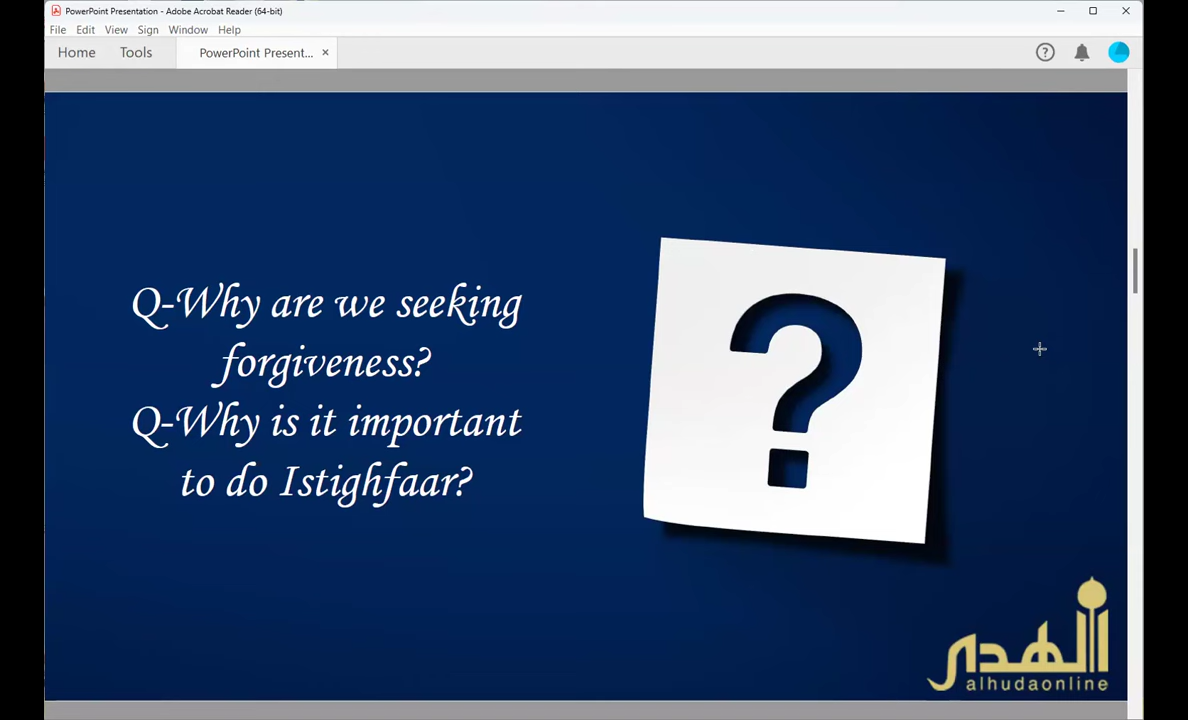 PowerPoint Presentation - Adobe Acrobat Reader (64-bit)
File Edit View Sign Window Help
Home Tools PowerPoint Present... ×
Q-Why are we seeking
forgiveness?
Q-Why is it important
to do Istighfaar?
?
الهدى
alhudaonline